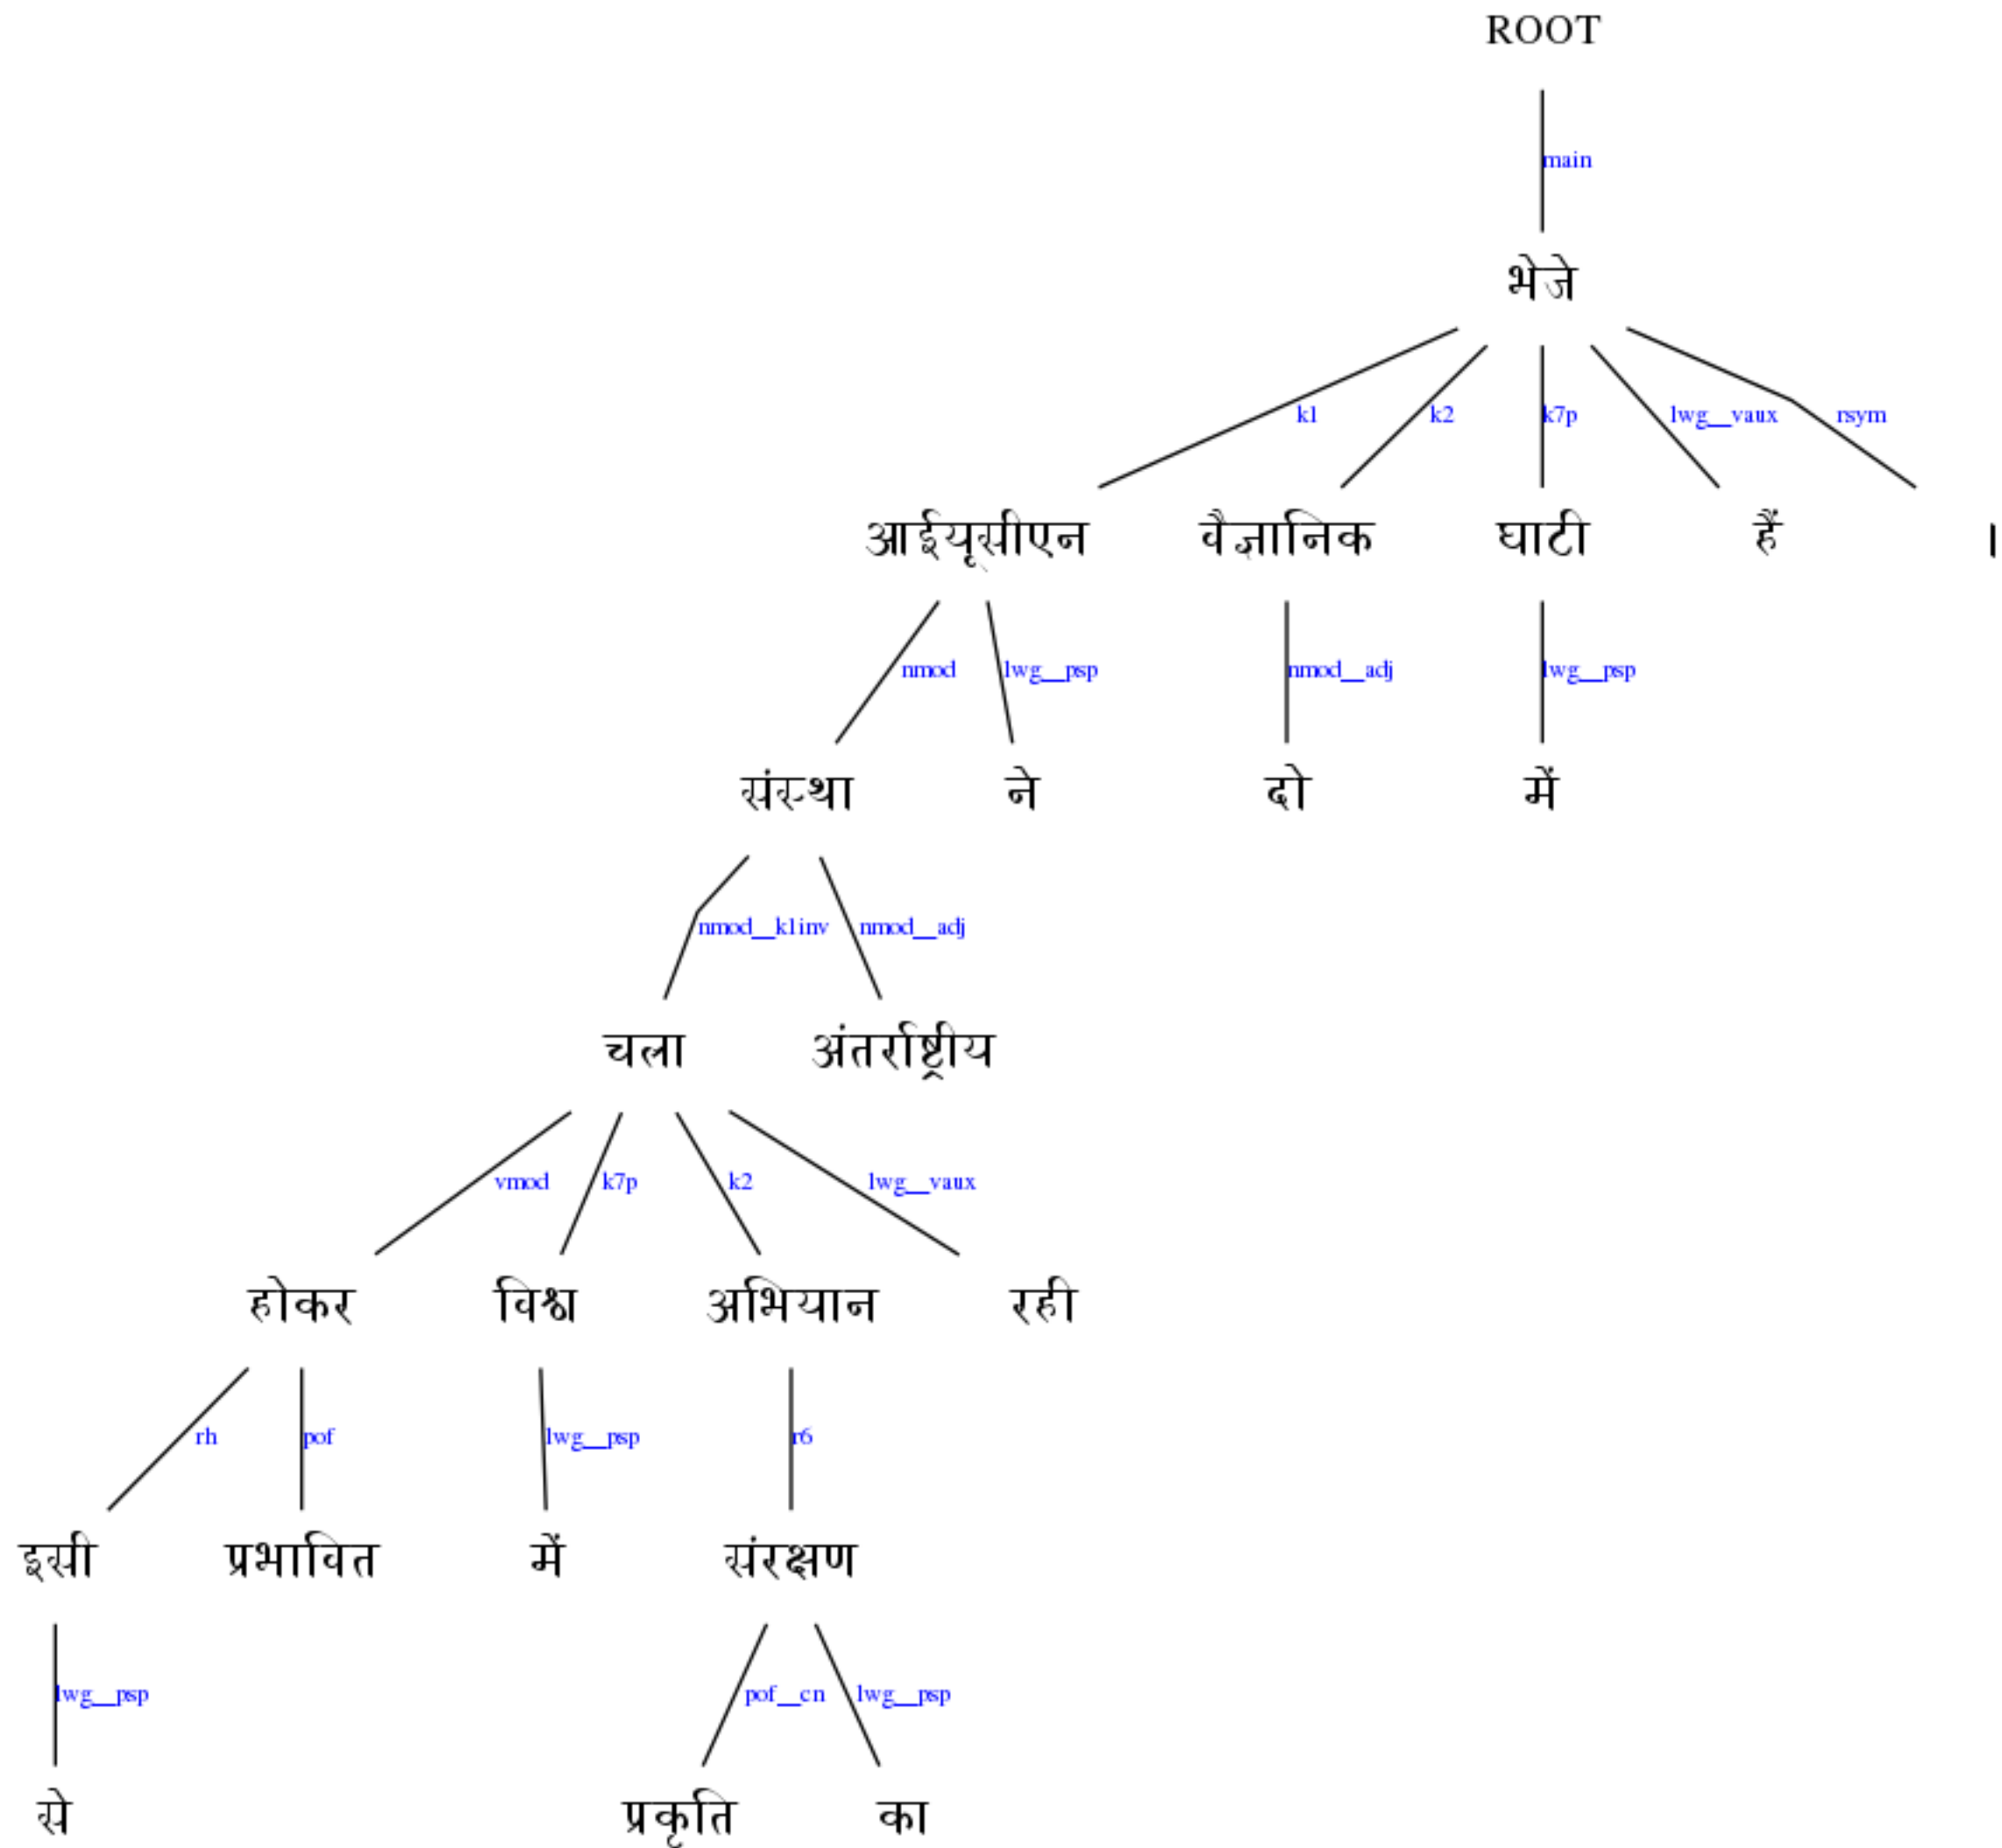 ROOT
main
भेजे
k1 k2 k7p lwg__vaux rsym
आईयूसीएन वैज्ञानिक घाटी हैं ।
nmod lwg__psp nmod__adj lwg__psp
संस्था ने दो में
nmod__k1inv nmod__adj
चला अंतर्राष्ट्रीय
vmod k7p k2 lwg__vaux
होकर विश्व अभियान रही
rh pof lwg__psp r6
इसी प्रभावित में संरक्षण
lwg__psp pof__cn lwg__psp
से प्रकृति का